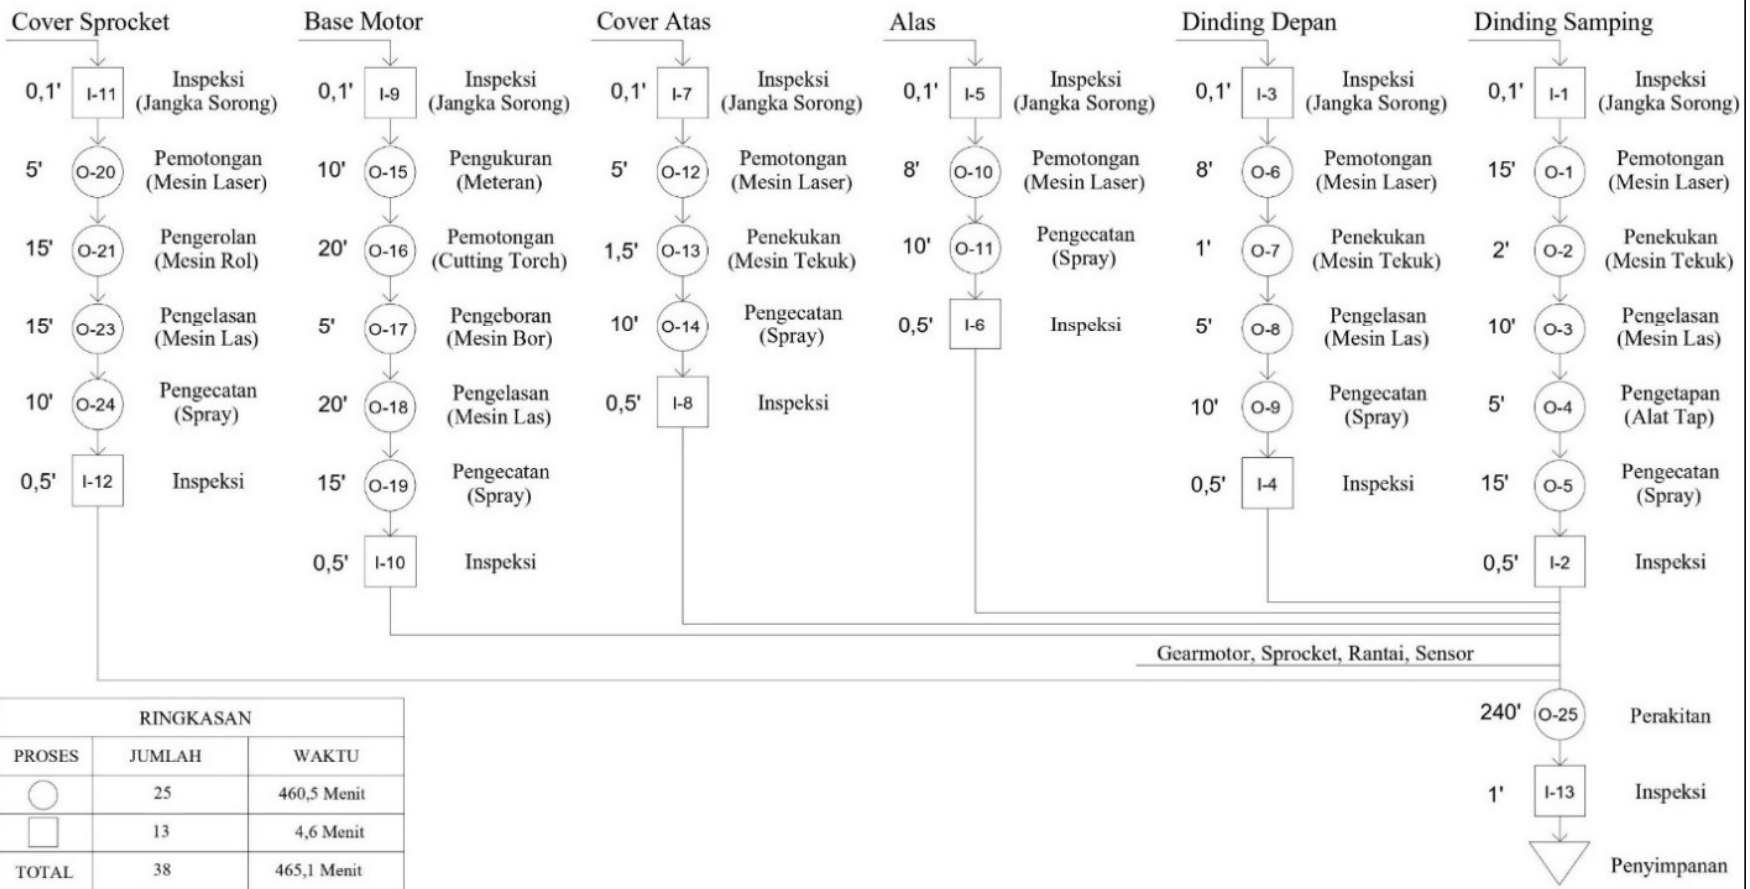 Cover Sprocket
0,1' I-11 Inspeksi
(Jangka Sorong)
5' O-20 Pemotongan
(Mesin Laser)
15' O-21 Pengerolan
(Mesin Rol)
15' O-23 Pengelasan
(Mesin Las)
10' O-24 Pengecatan
(Spray)
0,5' I-12 Inspeksi
Base Motor
0,1' I-9 Inspeksi
(Jangka Sorong)
10' O-15 Pengukuran
(Meteran)
20' O-16 Pemotongan
(Cutting Torch)
5' O-17 Pengeboran
(Mesin Bor)
20' O-18 Pengelasan
(Mesin Las)
15' O-19 Pengecatan
(Spray)
0,5' I-10 Inspeksi
Cover Atas
0,1' I-7 Inspeksi
(Jangka Sorong)
5' O-12 Pemotongan
(Mesin Laser)
1,5' O-13 Penekukan
(Mesin Tekuk)
10' O-14 Pengecatan
(Spray)
0,5' I-8 Inspeksi
Alas
0,1' I-5 Inspeksi
(Jangka Sorong)
8' O-10 Pemotongan
(Mesin Laser)
10' O-11 Pengecatan
(Spray)
0,5' I-6 Inspeksi
Dinding Depan
0,1' I-3 Inspeksi
(Jangka Sorong)
8' O-6 Pemotongan
(Mesin Laser)
1' O-7 Penekukan
(Mesin Tekuk)
5' O-8 Pengelasan
(Mesin Las)
10' O-9 Pengecatan
(Spray)
0,5' I-4 Inspeksi
Dinding Samping
0,1' I-1 Inspeksi
(Jangka Sorong)
15' O-1 Pemotongan
(Mesin Laser)
2' O-2 Penekukan
(Mesin Tekuk)
10' O-3 Pengelasan
(Mesin Las)
5' O-4 Pengetapan
(Alat Tap)
15' O-5 Pengecatan
(Spray)
0,5' I-2 Inspeksi
Gearmotor, Sprocket, Rantai, Sensor
240' O-25 Perakitan
1' I-13 Inspeksi
Penyimpanan
RINGKASAN
PROSES JUMLAH WAKTU
25 460,5 Menit
13 4,6 Menit
TOTAL 38 465,1 Menit